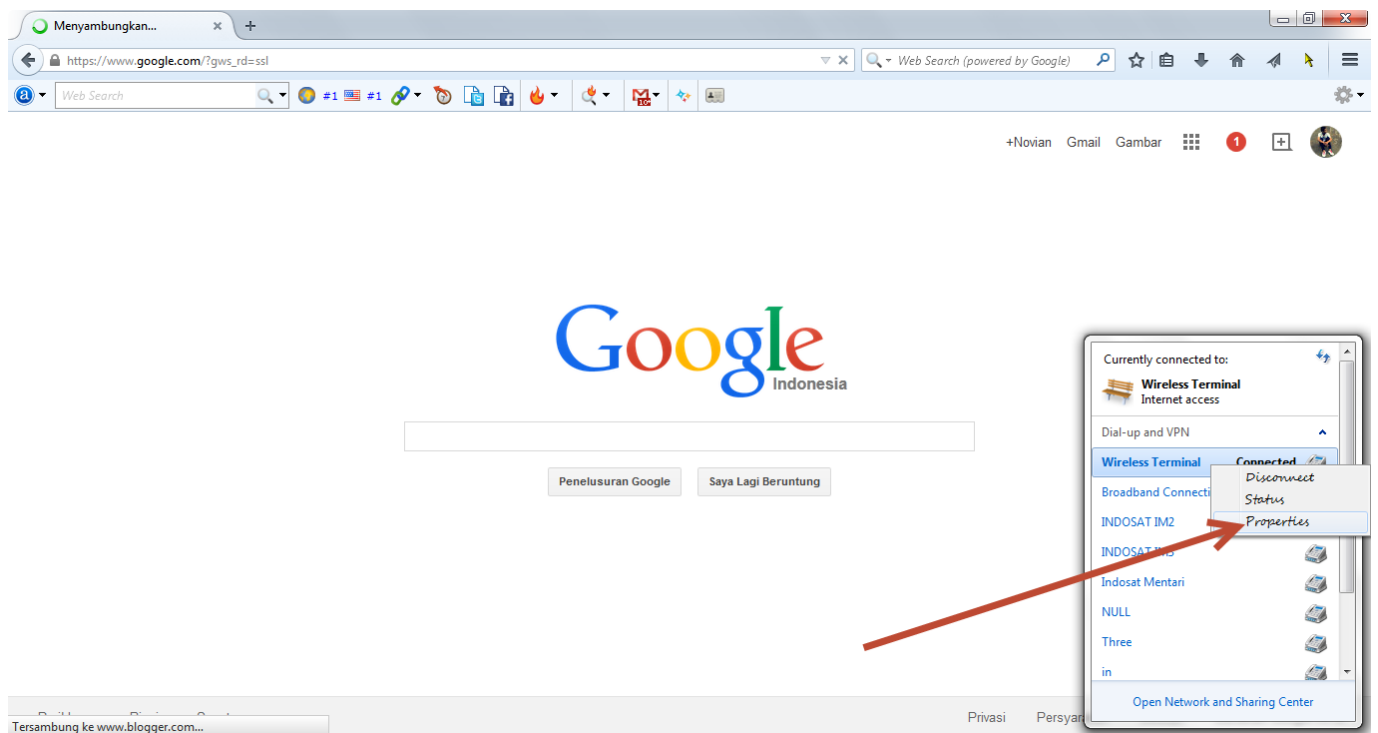 Menyambungkan...
https://www.google.com/?gws_rd=ssl
Web Search (powered by Google)
Web Search
#1 #1
+Novian Gmail Gambar 1
Google
Indonesia
Penelusuran Google Saya Lagi Beruntung
Currently connected to:
Wireless Terminal
Internet access
Dial-up and VPN
Wireless Terminal Connected
Disconnect
Status
Properties
Broadband Connecti
INDOSAT IM2
INDOSAT
Indosat Mentari
NULL
Three
in
Open Network and Sharing Center
Privasi
Tersambung ke www.blogger.com...